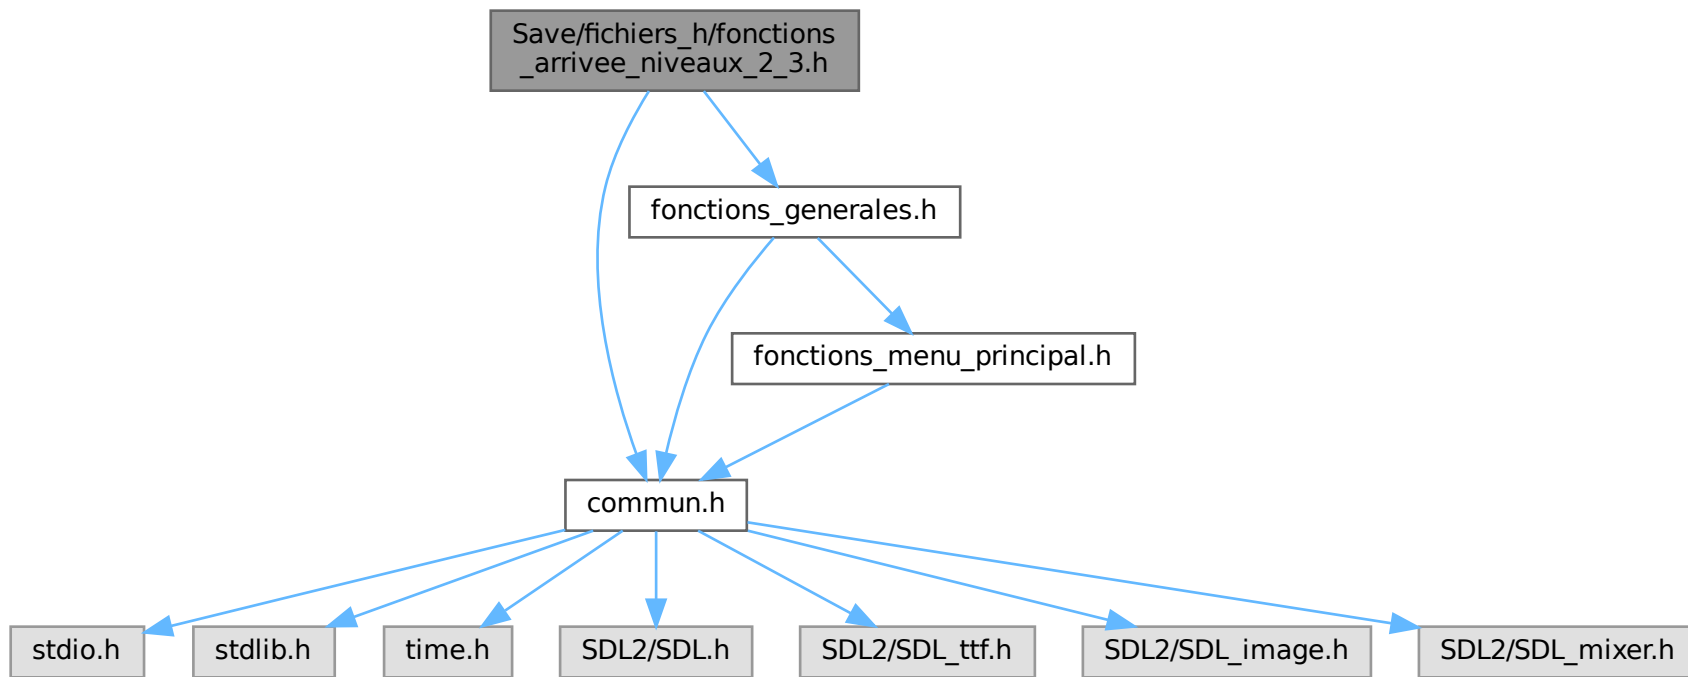 Save/fichiers_h/fonctions
_arrivee_niveaux_2_3.h
fonctions_generales.h
fonctions_menu_principal.h
commun.h
stdio.h
stdlib.h
time.h
SDL2/SDL.h
SDL2/SDL_ttf.h
SDL2/SDL_image.h
SDL2/SDL_mixer.h